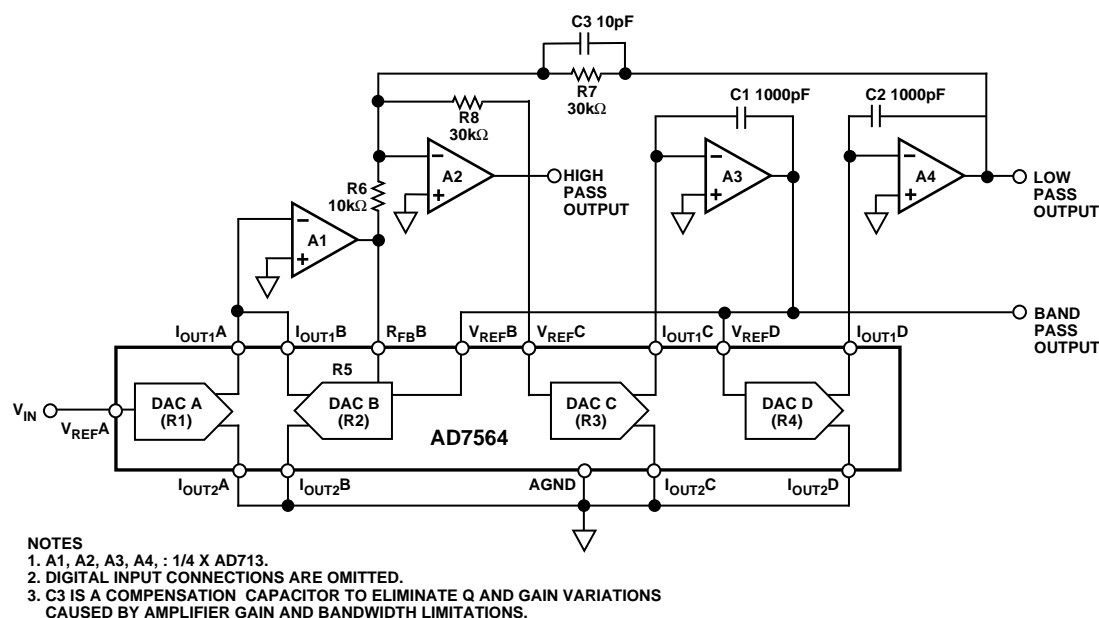 C3 10pF
R7
30kΩ
C1 1000pF
C2 1000pF
R8
30kΩ
A2
HIGH
PASS
OUTPUT
A3
A4
LOW
PASS
OUTPUT
R6
10kΩ
A1
BAND
PASS
OUTPUT
IOUT1A
IOUT1B
RFBB
VREFB
VREFC
IOUT1C
VREFD
IOUT1D
R5
VIN
VREFA
DAC A
(R1)
DAC B
(R2)
DAC C
(R3)
DAC D
(R4)
AD7564
IOUT2A
IOUT2B
AGND
IOUT2C
IOUT2D
NOTES
1. A1, A2, A3, A4, : 1/4 X AD713.
2. DIGITAL INPUT CONNECTIONS ARE OMITTED.
3. C3 IS A COMPENSATION CAPACITOR TO ELIMINATE Q AND GAIN VARIATIONS
CAUSED BY AMPLIFIER GAIN AND BANDWIDTH LIMITATIONS.